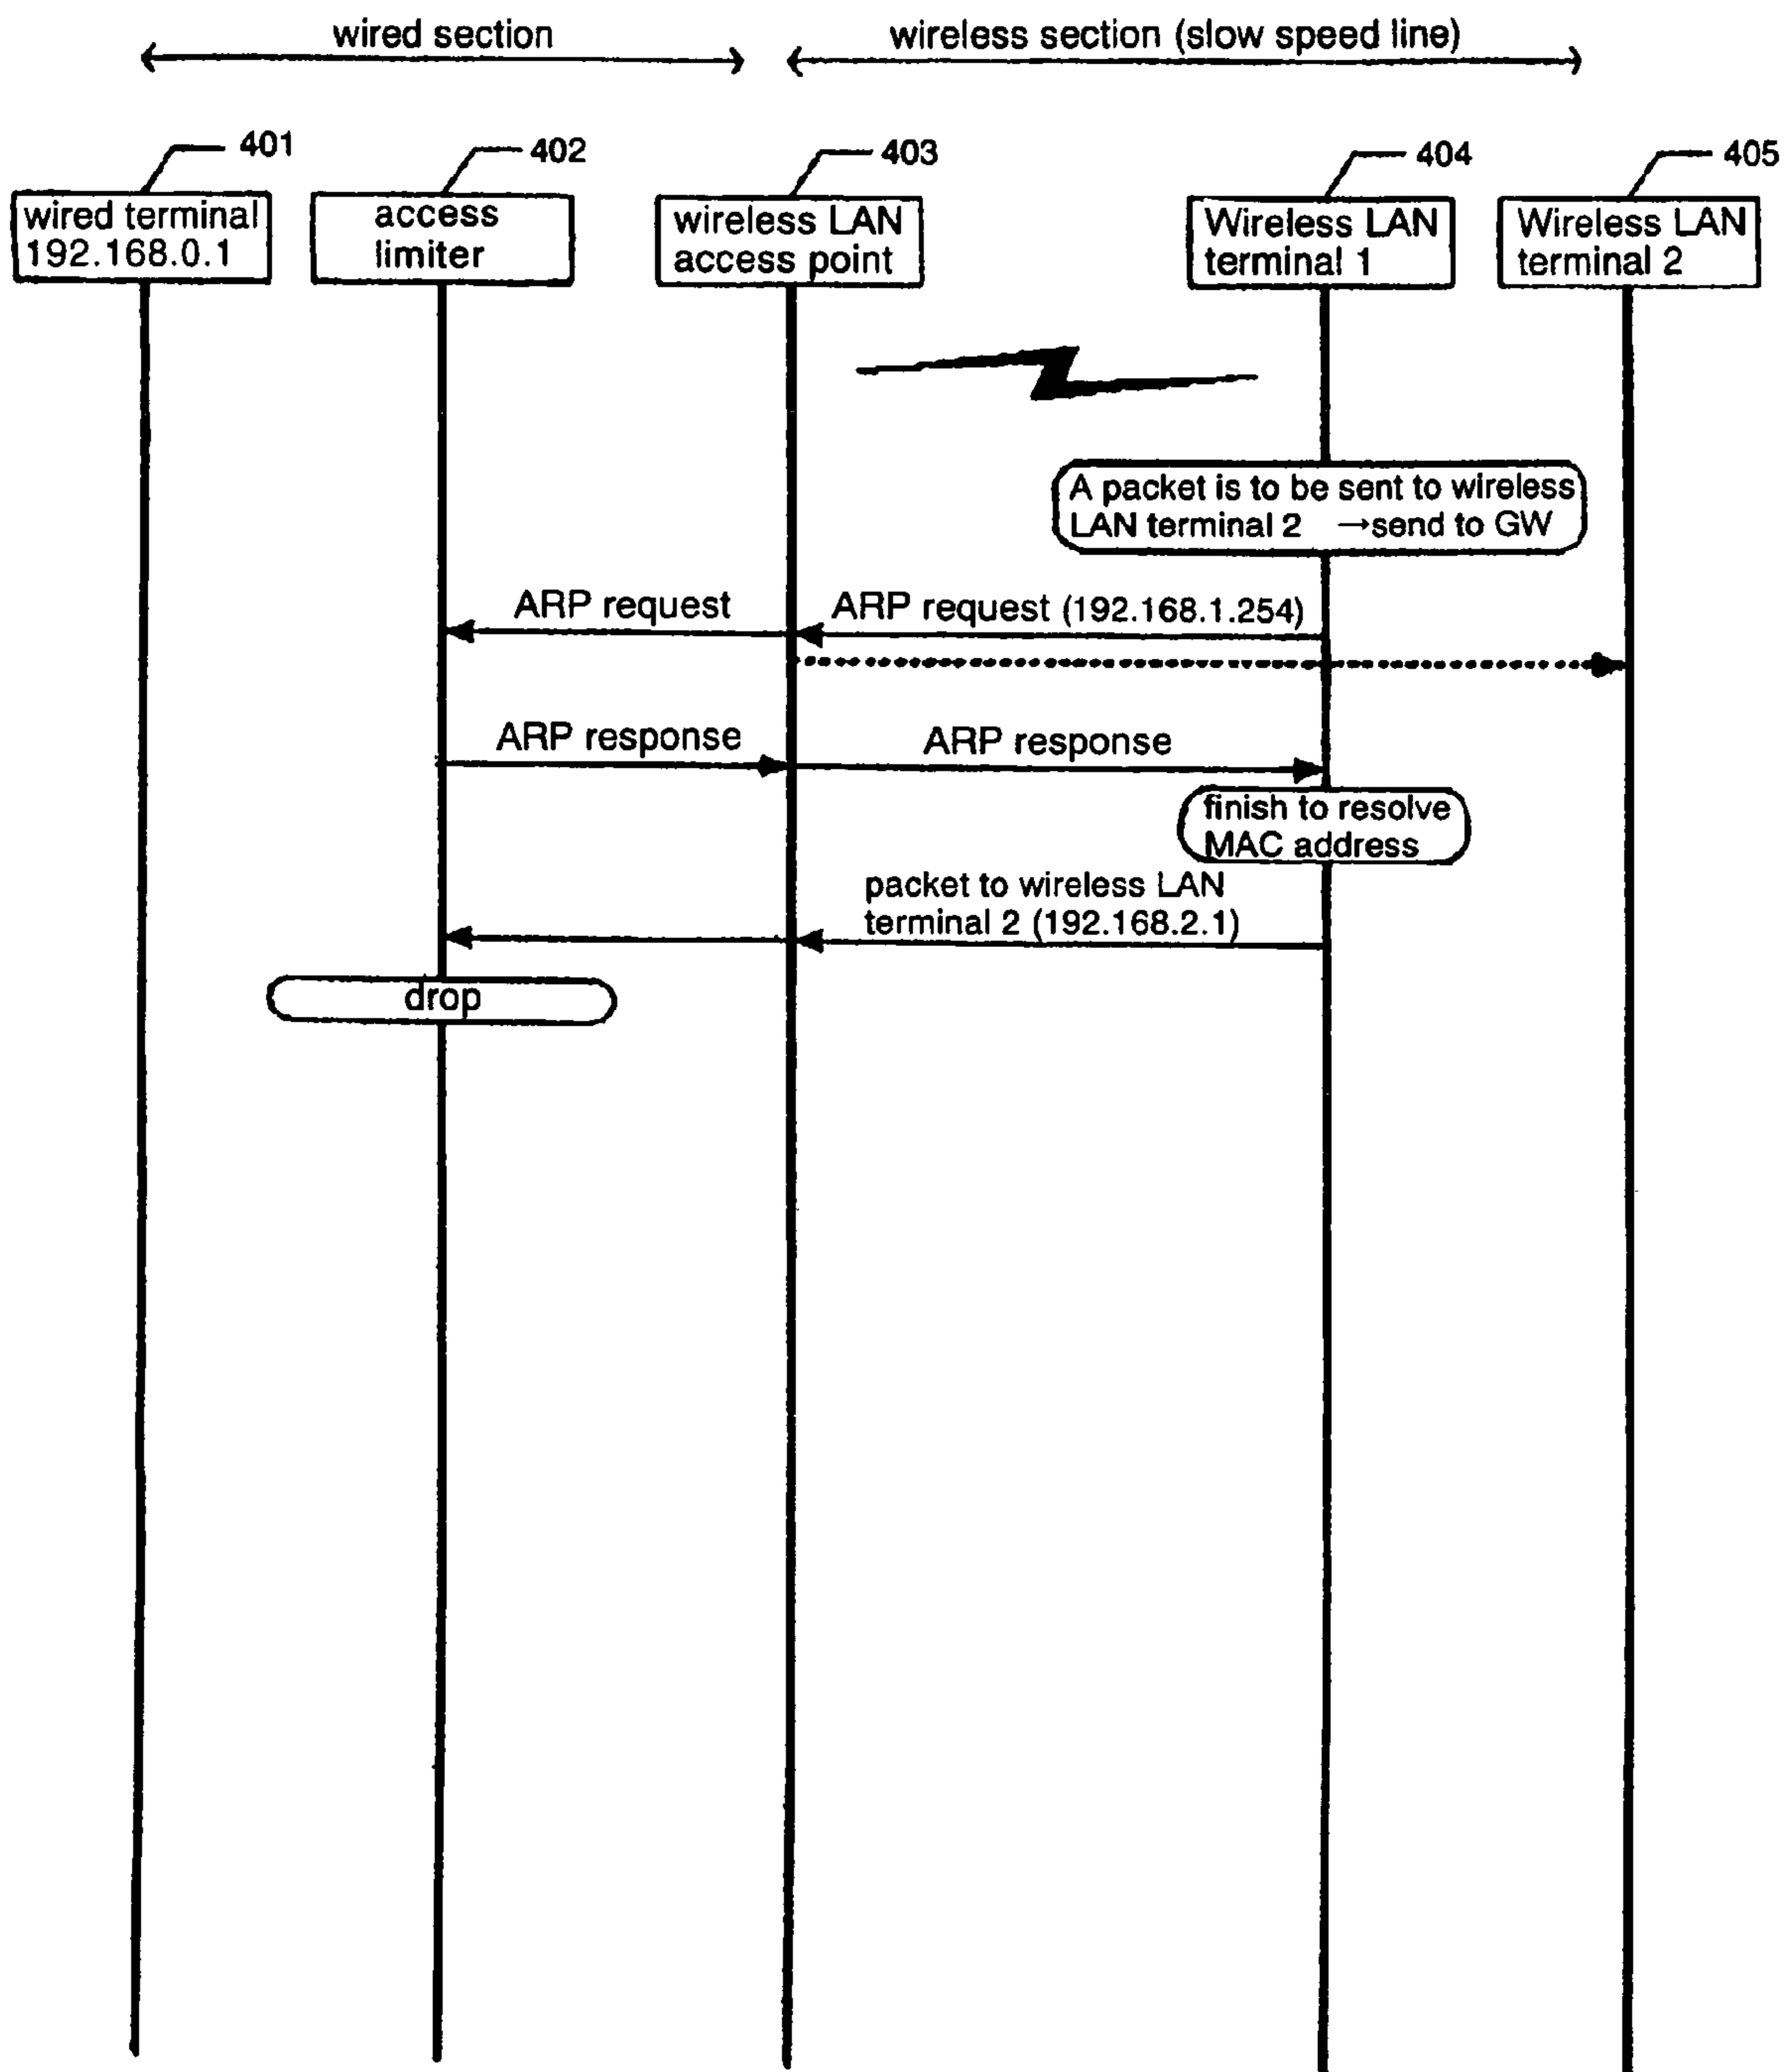 wired section
wireless section (slow speed line)
401
402
403
404
405
wired terminal
192.168.0.1
access
limiter
wireless LAN
access point
Wireless LAN
terminal 1
Wireless LAN
terminal 2
A packet is to be sent to wireless
LAN terminal 2 →send to GW
ARP request
ARP request (192.168.1.254)
ARP response
ARP response
finish to resolve
MAC address
packet to wireless LAN
terminal 2 (192.168.2.1)
drop